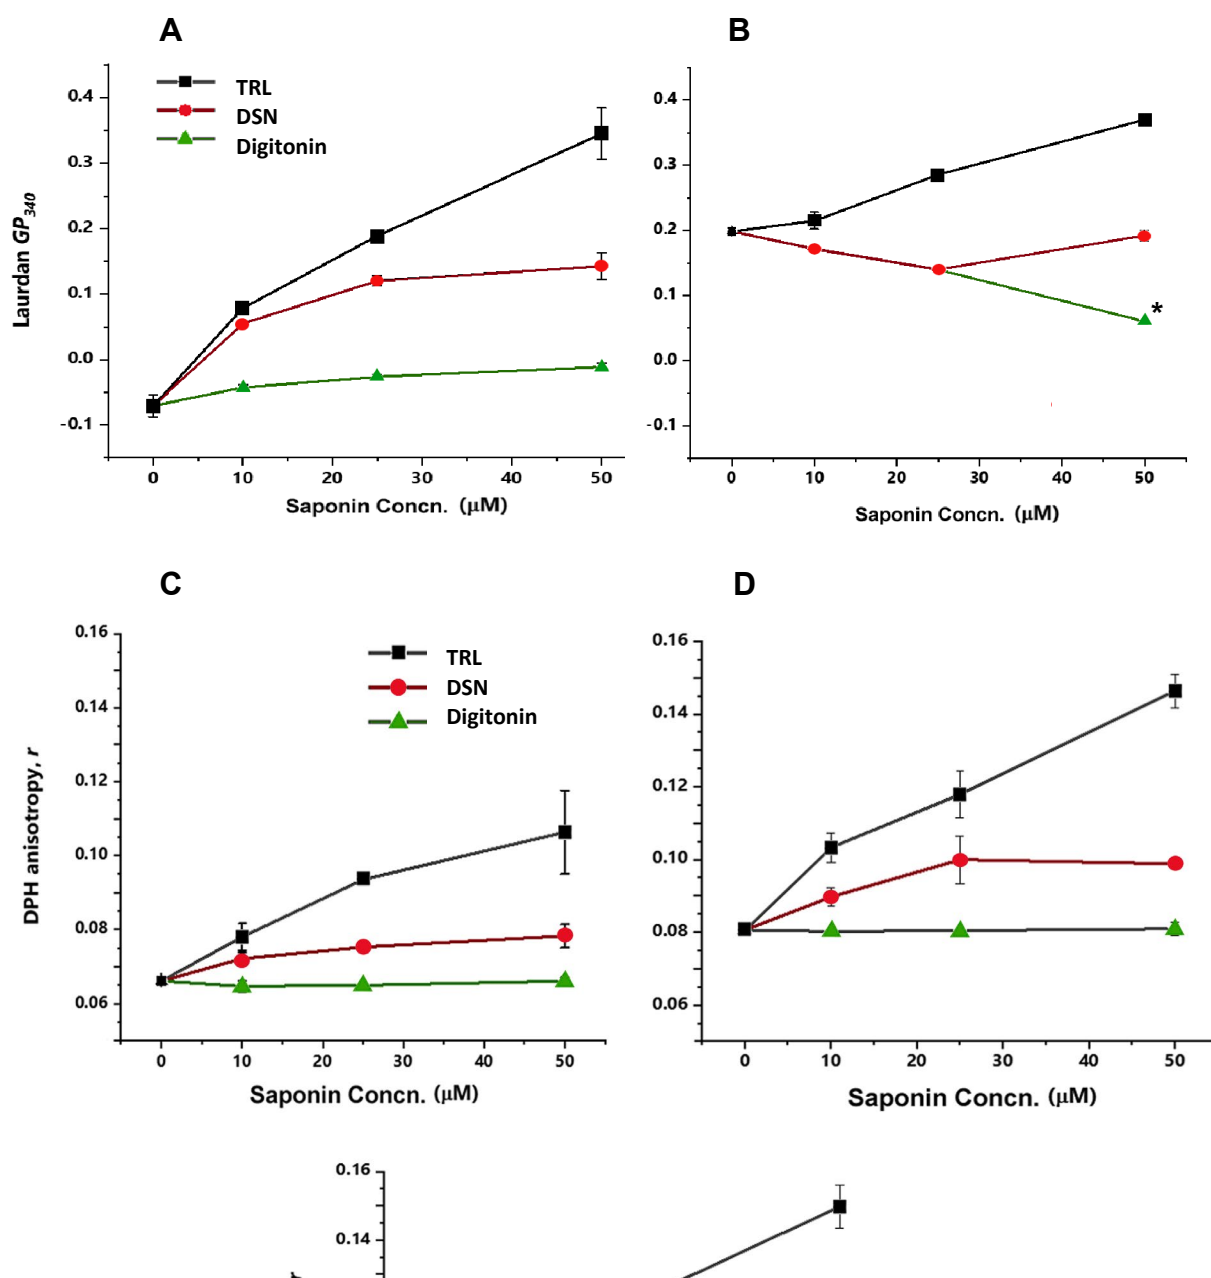 A
B
TRL
DSN
Digitonin
Laurdan GP340
0.4
0.3
0.2
0.1
0.0
-0.1
0 10 20 30 40 50
Saponin Concn. (μM)
0.4
0.3
0.2
0.1
0.0
-0.1
*
0 10 20 30 40 50
Saponin Concn. (μM)
C
D
TRL
DSN
Digitonin
DPH anisotropy, r
0.16
0.14
0.12
0.10
0.08
0.06
0 10 20 30 40 50
Saponin Concn. (μM)
0.16
0.14
0.12
0.10
0.08
0.06
0 10 20 30 40 50
Saponin Concn. (μM)
0.16
0.14